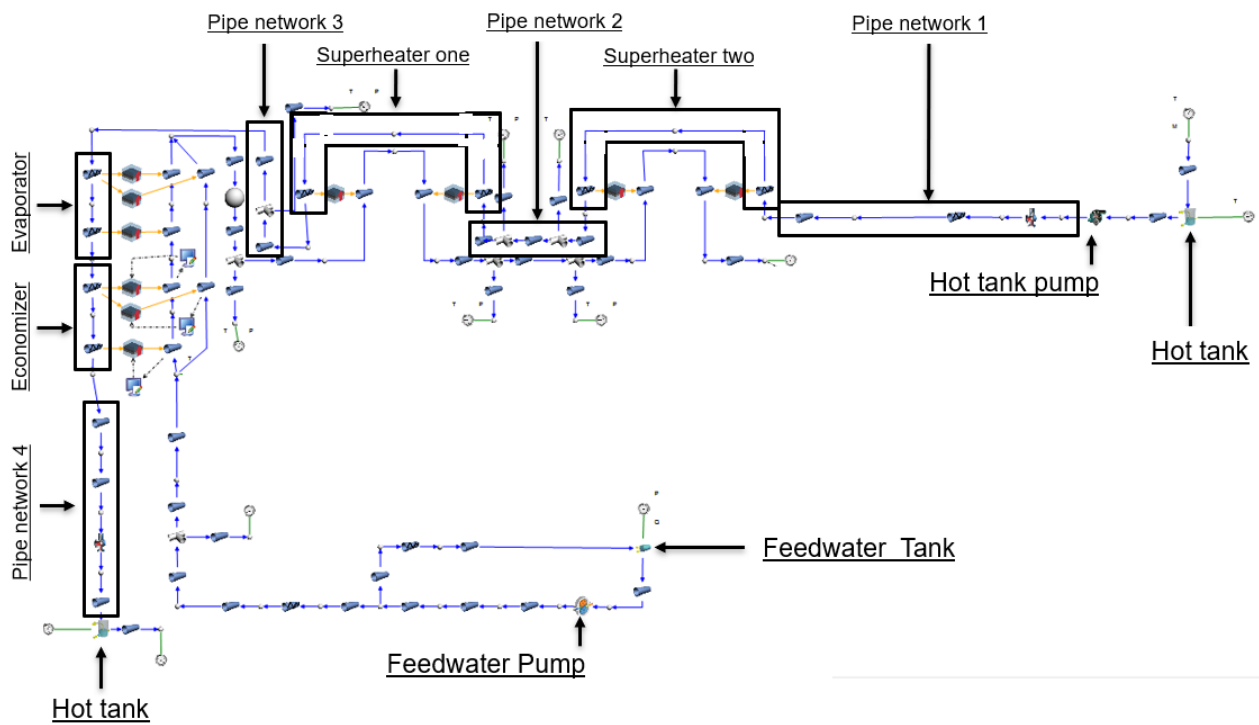 Pipe network 3
Pipe network 2
Pipe network 1
Superheater one
Superheater two
T
P
T
P
T
T
M
T
Evaporator
Economizer
Hot tank pump
Hot tank
T
P
T
P
T
P
T
Pipe network 4
P
Feedwater Tank
Feedwater Pump
Hot tank